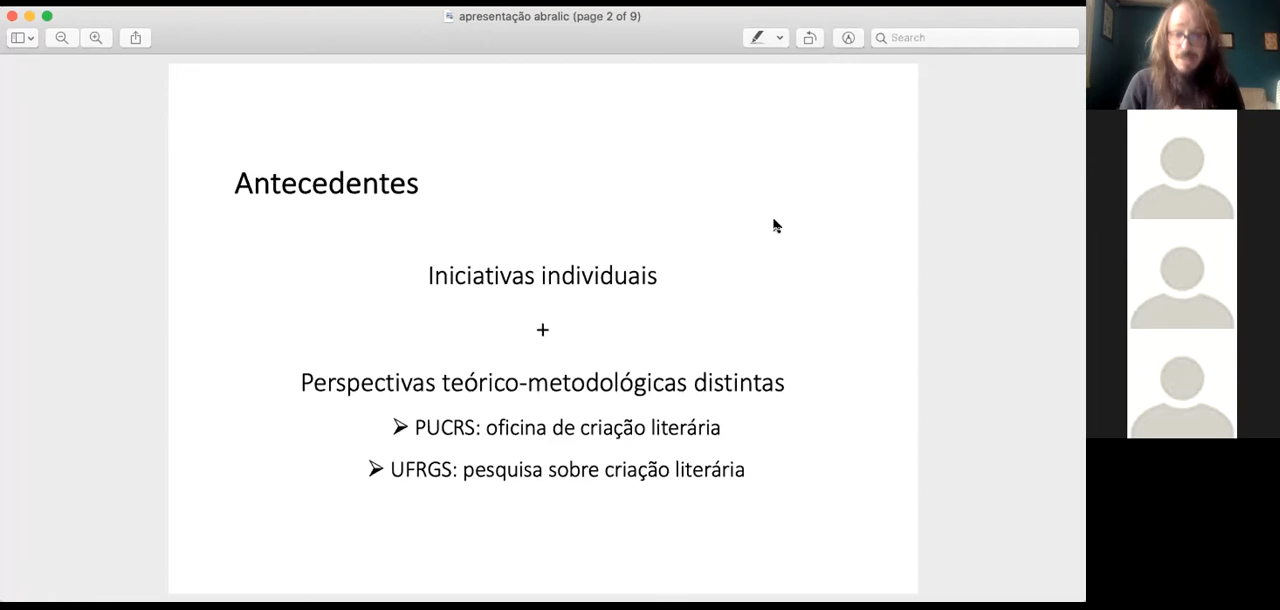 apresentação abralic (page 2 of 9)
Search
Antecedentes
Iniciativas individuais
+
Perspectivas teórico-metodológicas distintas
➢ PUCRS: oficina de criação literária
➢ UFRGS: pesquisa sobre criação literária